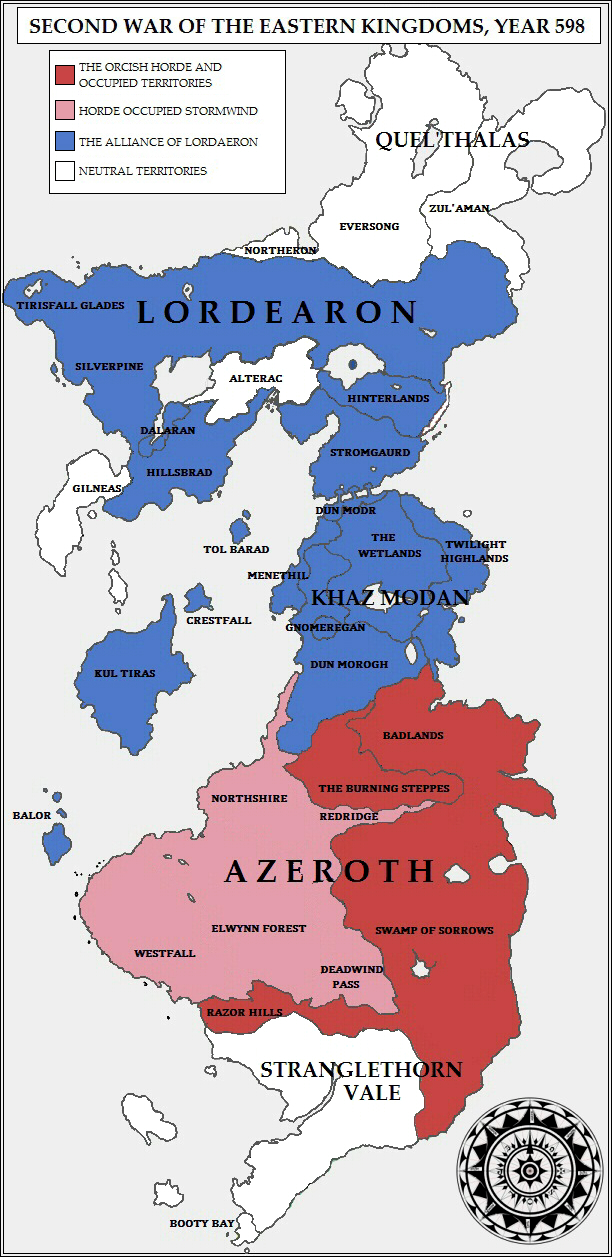 SECOND WAR OF THE EASTERN KINGDOMS, YEAR 598
THE ORCISH HORDE AND
OCCUPIED TERRITORIES
HORDE OCCUPIED STORMWIND
THE ALLIANCE OF LORDAERON
NEUTRAL TERRITORIES
QUEL'THALAS
ZUL'AMAN
EVERSONG
NORTHERON
TIRISFALL GLADES
LORDEARON
SILVERPINE
ALTERAC
HINTERLANDS
DALARAN
STROMGAURD
HILLSBRAD
GILNEAS
DUN MODR
THE
WETLANDS
TWILIGHT
HIGHLANDS
TOL BARAD
MENETHIL
KHAZ MODAN
CRESTFALL
GNOMEREGAN
DUN MOROGH
KUL TIRAS
BADLANDS
THE BURNING STEPPES
NORTHSHIRE
REDRIDGE
BALOR
AZEROTH
ELWYNN FOREST
SWAMP OF SORROWS
WESTFALL
DEADWIND
PASS
RAZOR HILLS
STRANGLETHORN
VALE
BOOTY BAY